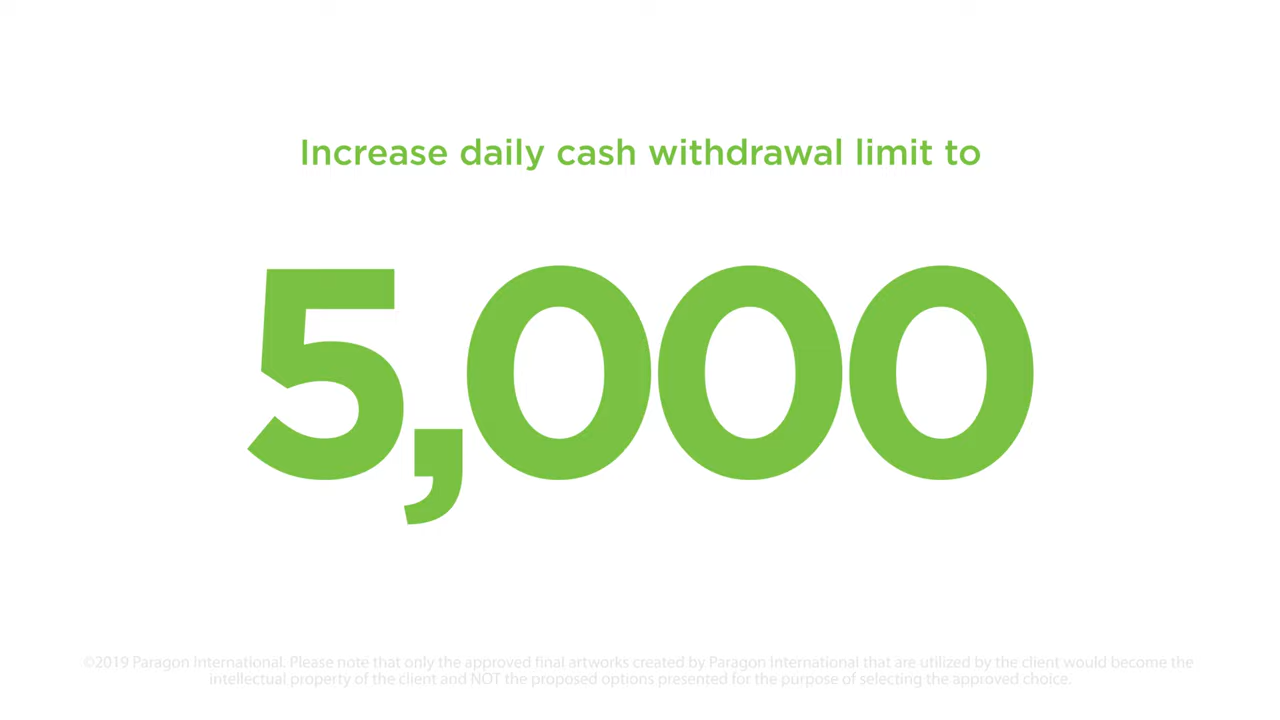 Increase daily cash withdrawal limit to
5,000
©2019 Paragon International. Please note that only the approved final artworks created by Paragon International that are utilized by the client would become the
intellectual property of the client and NOT the proposed options presented for the purpose of selecting the approved choice.